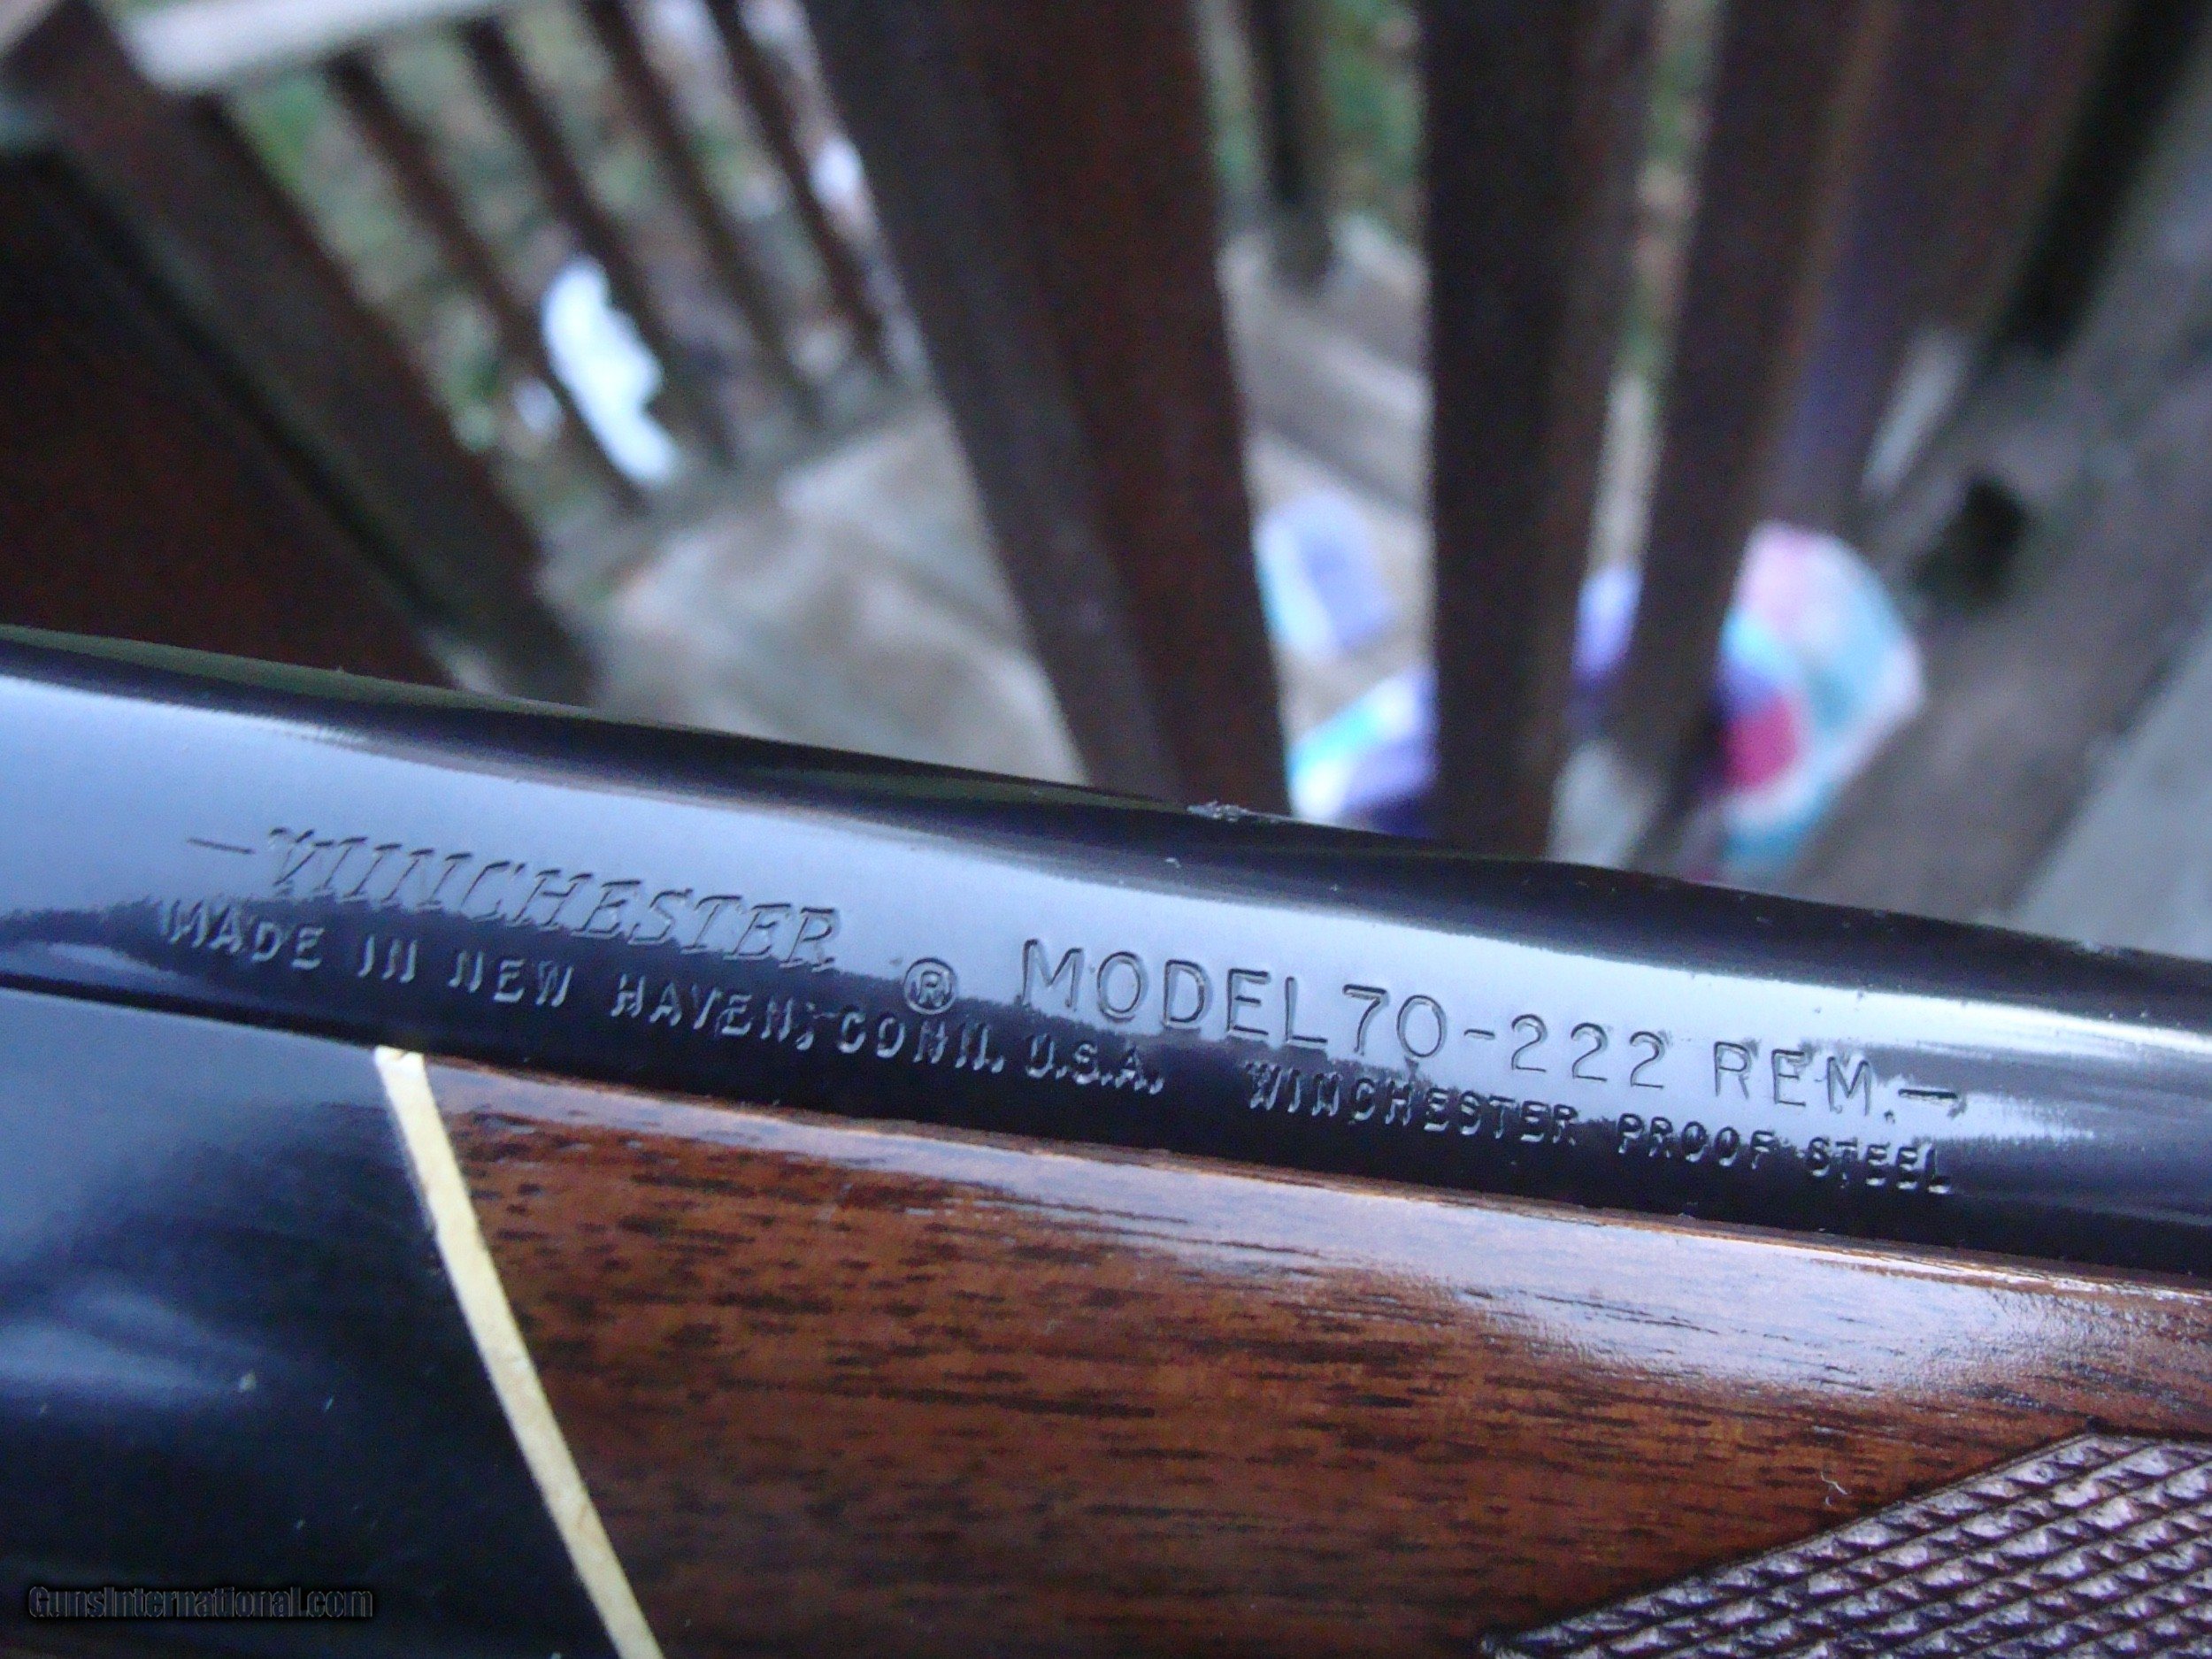 —WINCHESTER ® MODEL 70-222 REM.—
MADE IN NEW HAVEN, CONN. U.S.A. WINCHESTER PROOF STEEL
GunsInternational.com